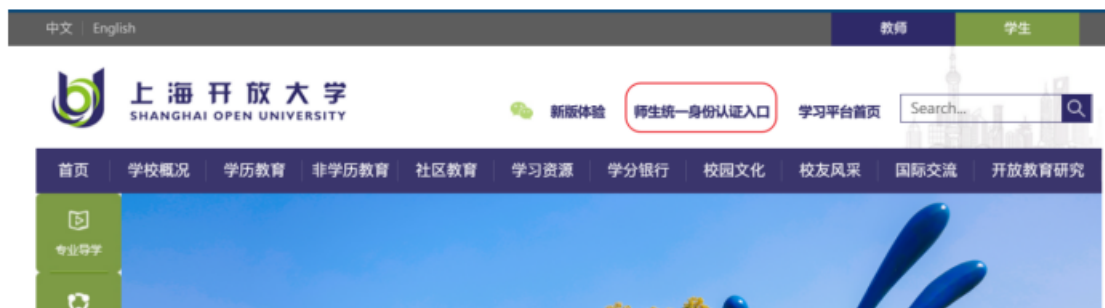 中文 English
教师 学生
上海开放大学
SHANGHAI OPEN UNIVERSITY
新版体验 师生统一身份认证入口 学习平台首页 Search...
首页 学校概况 学历教育 非学历教育 社区教育 学习资源 学分银行 校园文化 校友风采 国际交流 开放教育研究
专业导学